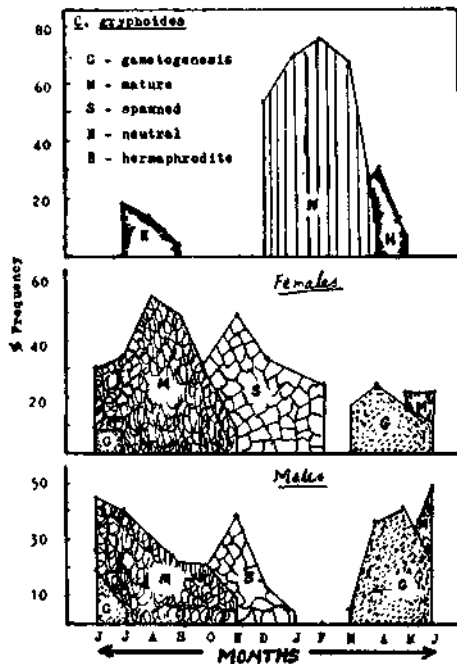 C. gryphoides
G - gametogenesis
M - mature
S - spawned
N - neutral
H - hermaphrodite
80
60
40
20
N
H
H
Females
60
40
20
M
S
G
G
M
Males
50
30
10
M
S
G
G
M
% Frequency
J J A S O N D J F M A M J
MONTHS